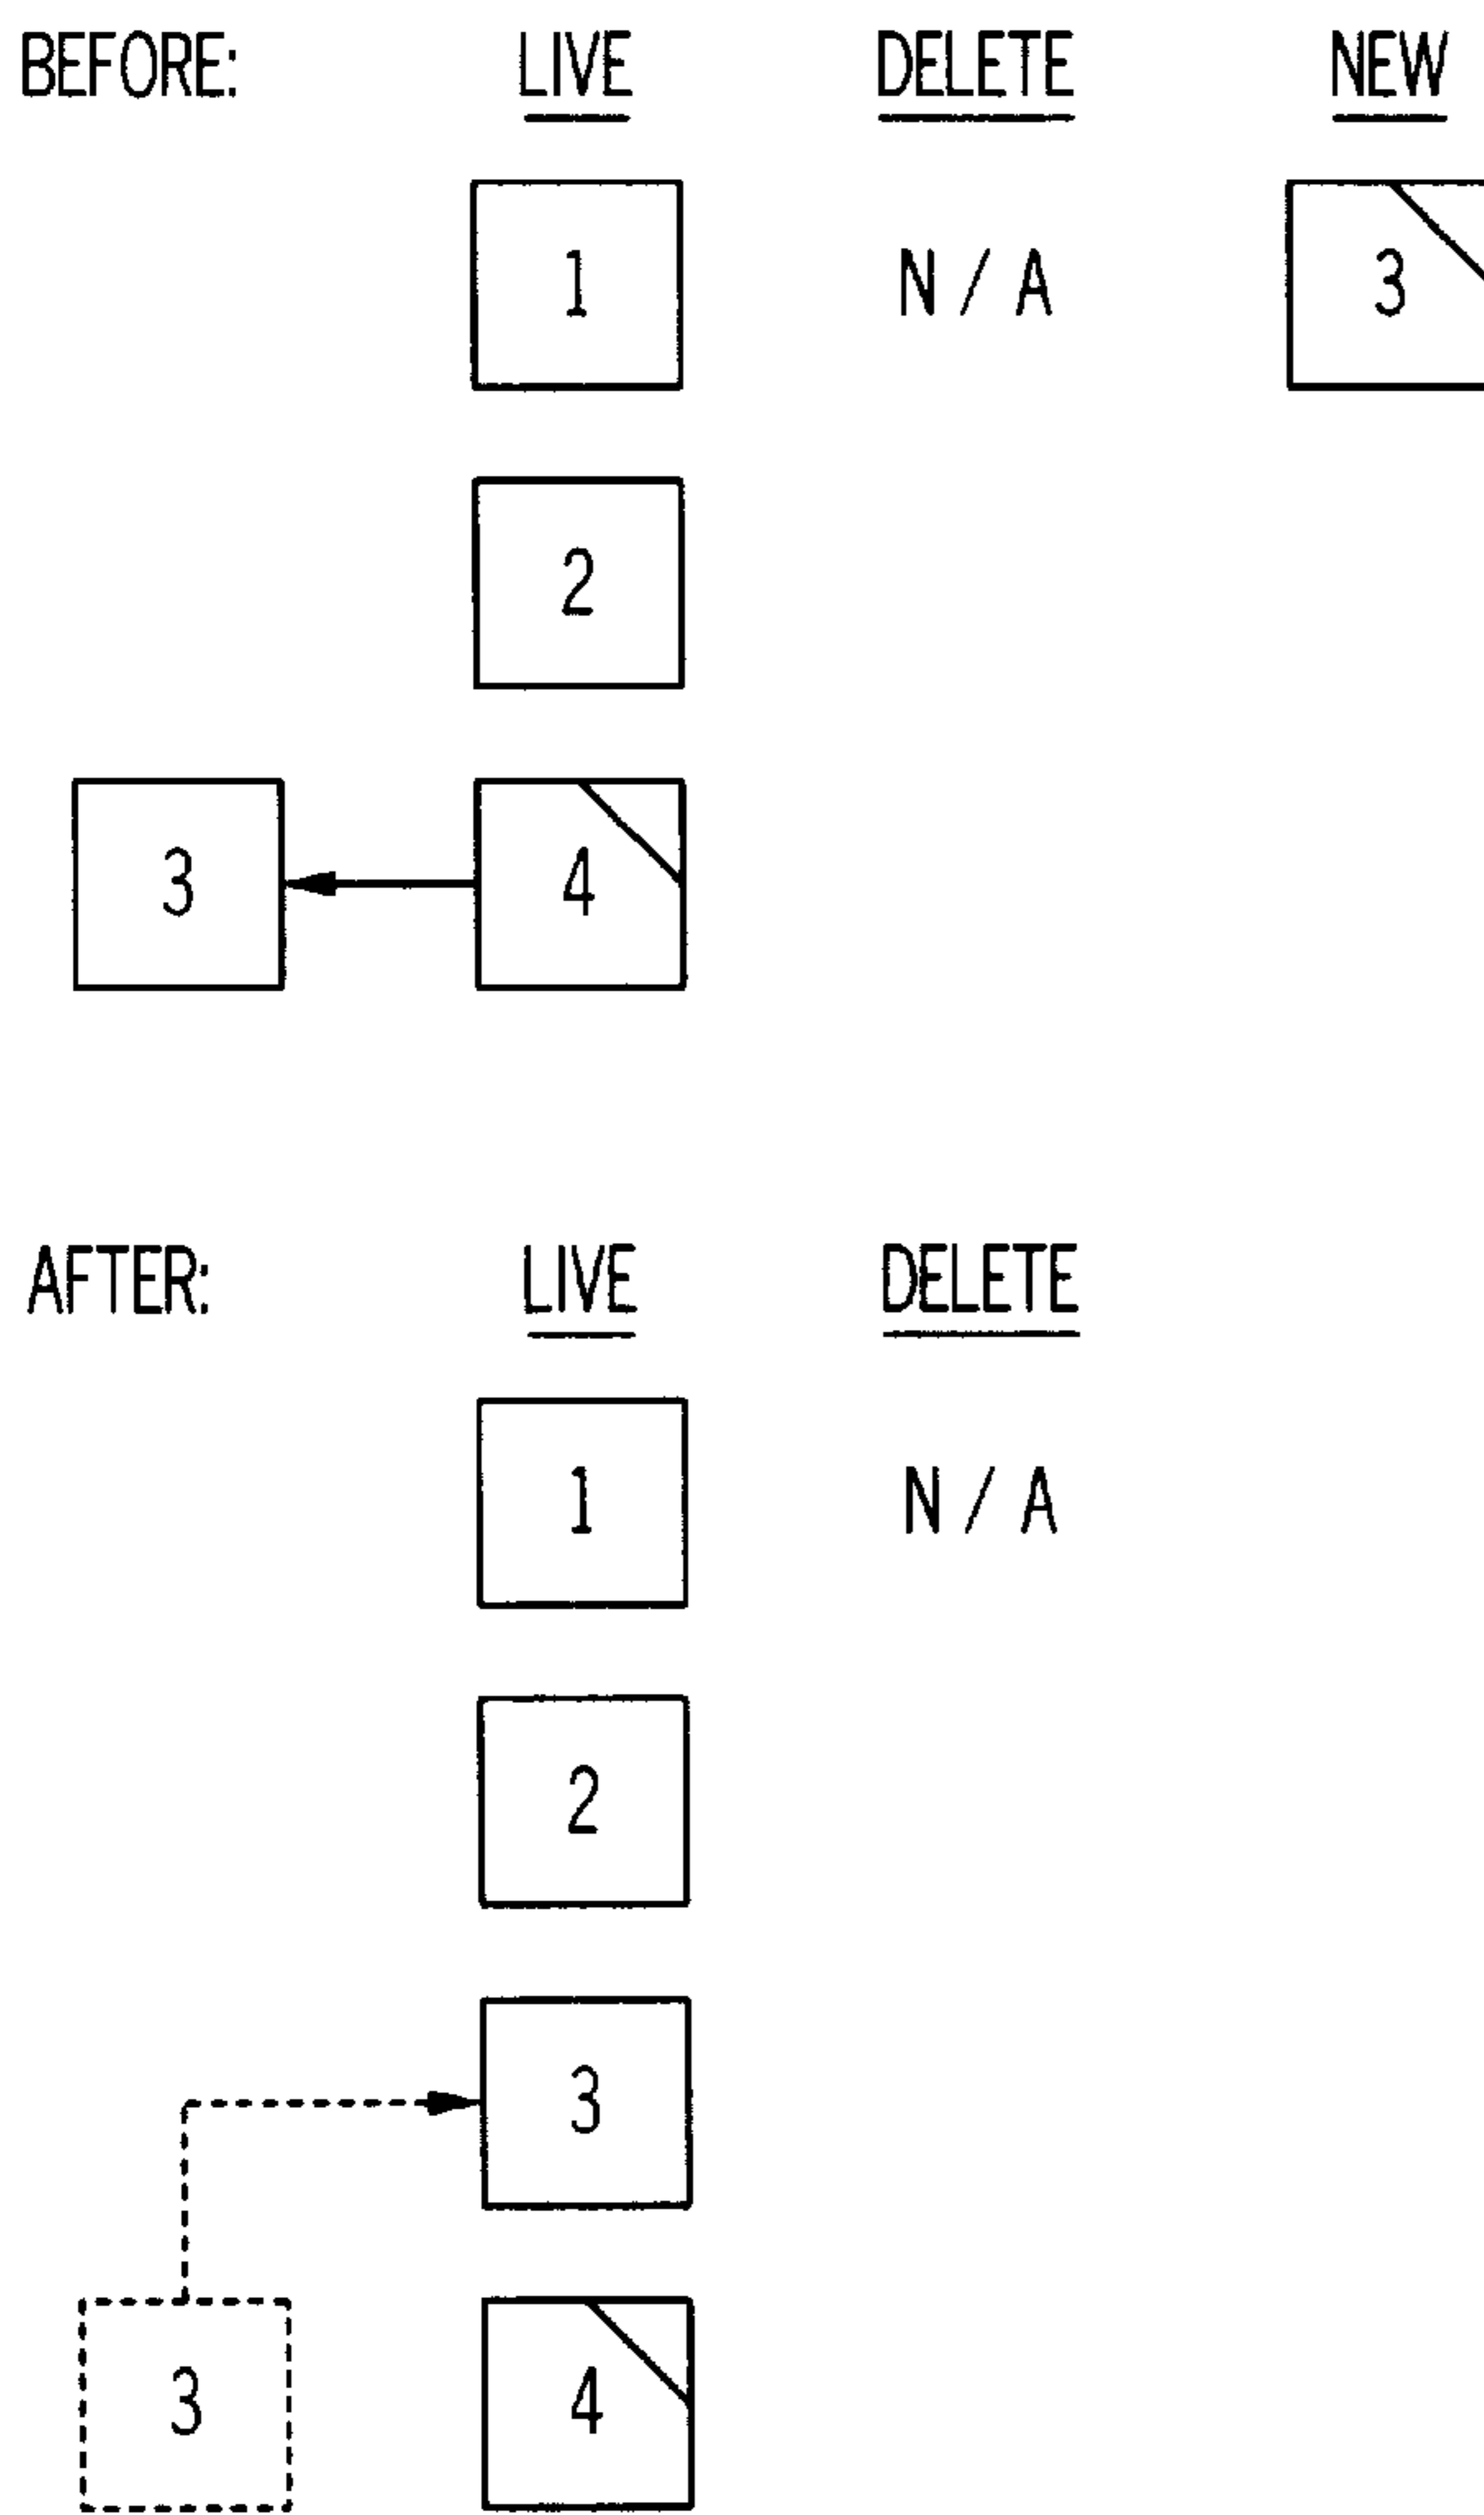 BEFORE: LIVE DELETE NEW
1 N/A 3
2
3 4
AFTER: LIVE DELETE
1 N/A
2
3
3 4